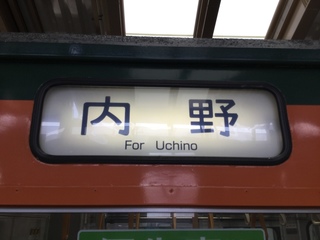 内 野
For Uchino